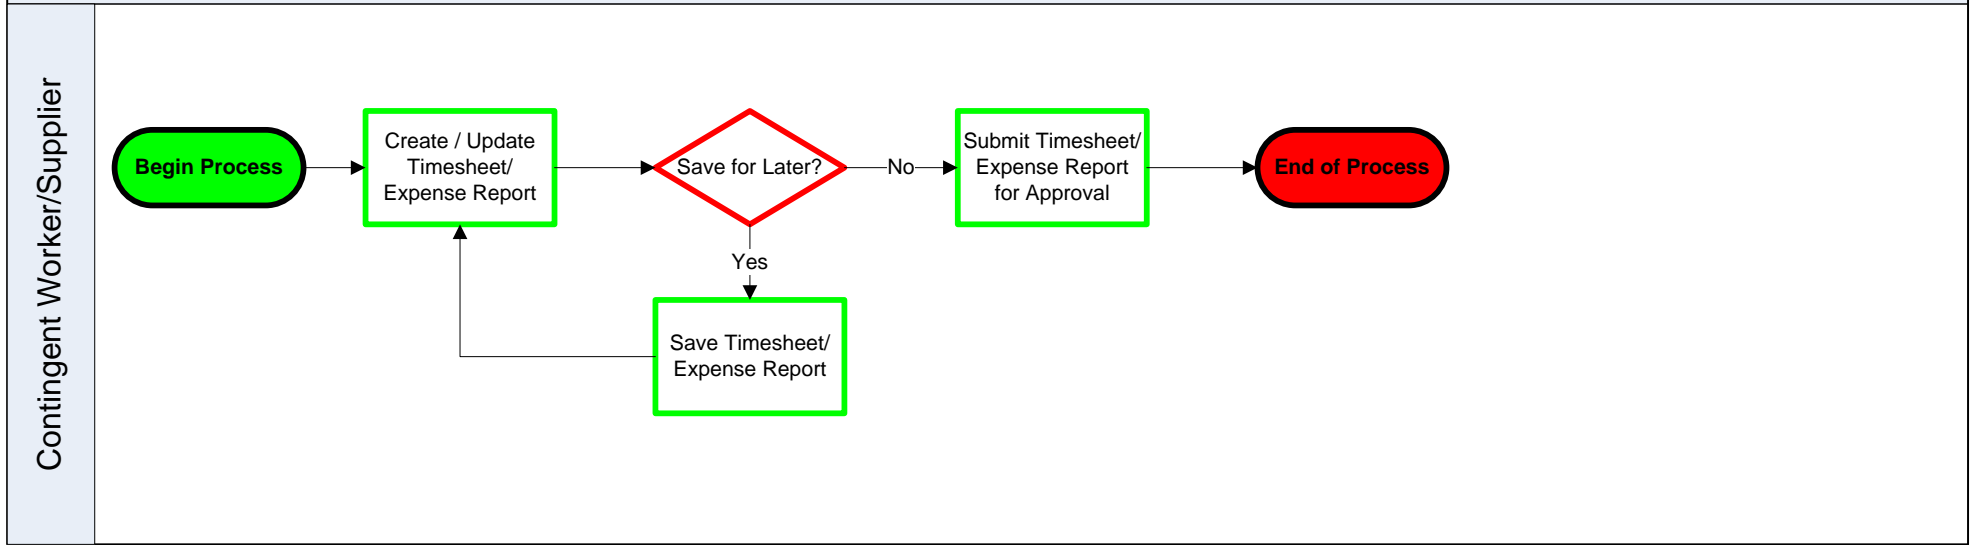 Contingent Worker/Supplier
Begin Process
Create / Update
Timesheet/
Expense Report
Save for Later?
No
Submit Timesheet/
Expense Report
for Approval
End of Process
Yes
Save Timesheet/
Expense Report